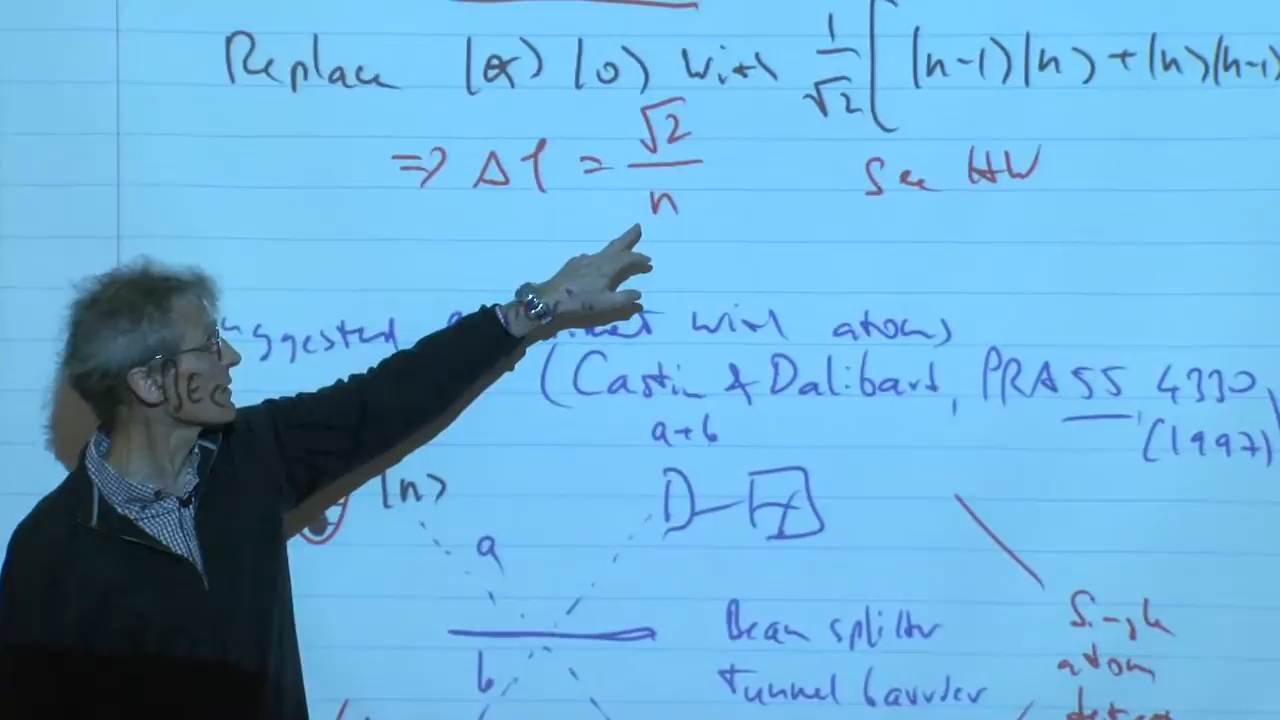 Replace |α⟩|0⟩ with 1/√2 [ |n-1⟩|n⟩ + |n⟩|n-1⟩
⇒ Δφ = √2/n
See HW
with atoms
(Castin & Dalibard, PRA 55, 4330,
(1997)
a+b
|n⟩
a
D
b
Beam splitter
tunnel barrier
Single
atom